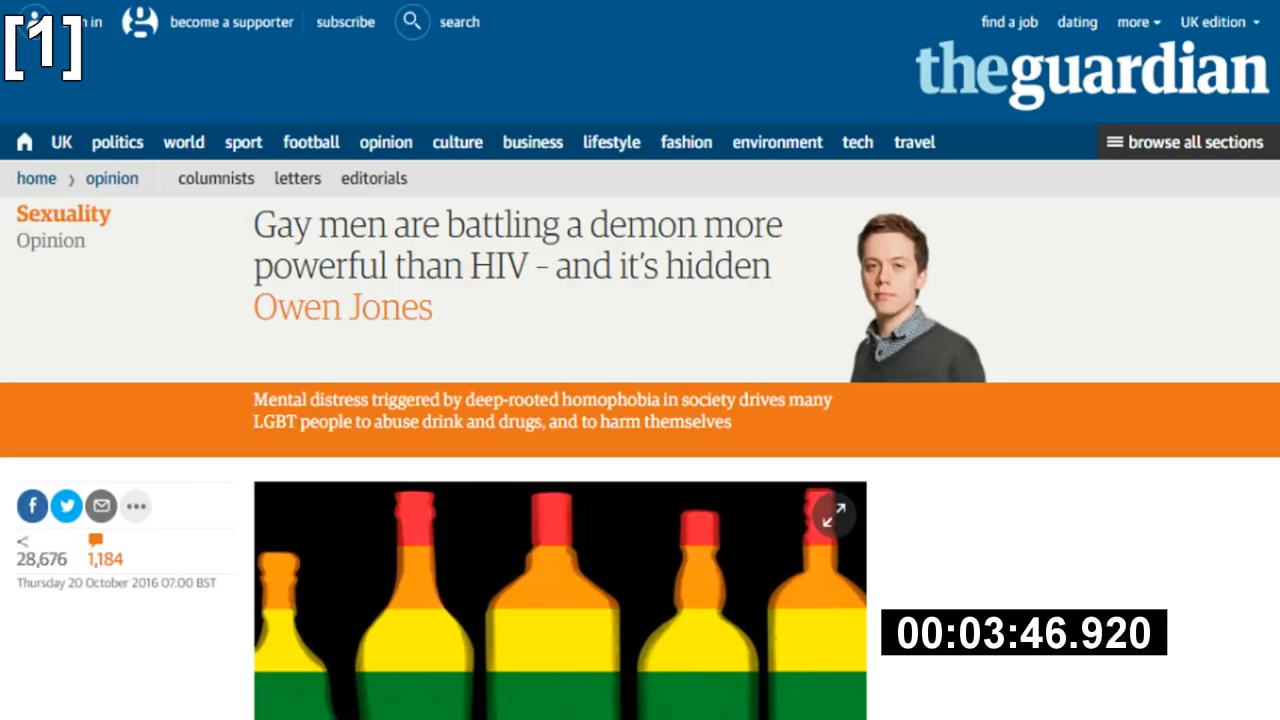 [1]
in
become a supporter
subscribe
search
find a job
dating
more
UK edition
theguardian
UK
politics
world
sport
football
opinion
culture
business
lifestyle
fashion
environment
tech
travel
browse all sections
home
opinion
columnists
letters
editorials
Sexuality
Opinion
Gay men are battling a demon more
powerful than HIV – and it's hidden
Owen Jones
Mental distress triggered by deep-rooted homophobia in society drives many
LGBT people to abuse drink and drugs, and to harm themselves
28,676
1,184
Thursday 20 October 2016 07.00 BST
00:03:46.920